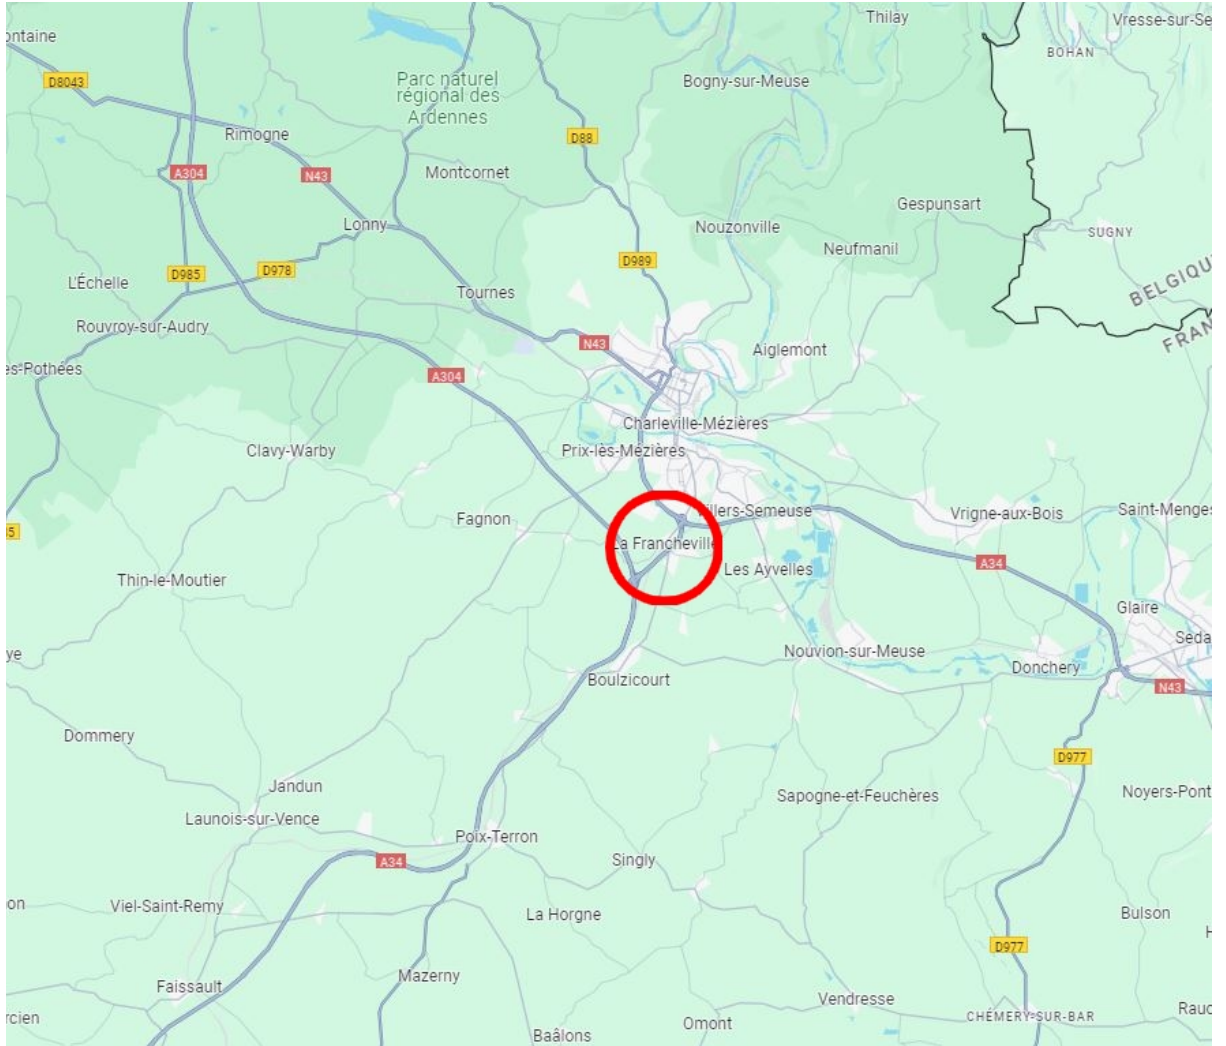 Thilay
Vresse-sur-Se
ontaine
BOHAN
D8043
Parc naturel
régional des
Ardennes
Bogny-sur-Meuse
Rimogne
D88
A304
N43
Montcornet
Gespunsart
Lonny
Nouzonville
SUGNY
Neufmanil
D985
D978
D989
BELGIQU
L'Échelle
Tournes
FRAN
Rouvroy-sur-Audry
N43
Aiglemont
es-Pothées
A304
Charleville-Mézières
Clavy-Warby
Prix-lès-Mézières
Villers-Semeuse
Saint-Menges
Fagnon
Vrigne-aux-Bois
5
La Francheville
A34
Les Ayvelles
Thin-le-Moutier
Glaire
Seda
ye
Nouvion-sur-Meuse
Donchery
Boulzicourt
N43
Dommery
D977
Jandun
Sapogne-et-Feuchères
Noyers-Pont
Launois-sur-Vence
Poix-Terron
A34
Singly
on
Viel-Saint-Remy
La Horgne
Bulson
H
D977
Mazerny
Faissault
Vendresse
rcien
CHÉMERY-SUR-BAR
Rauc
Omont
Baâlons